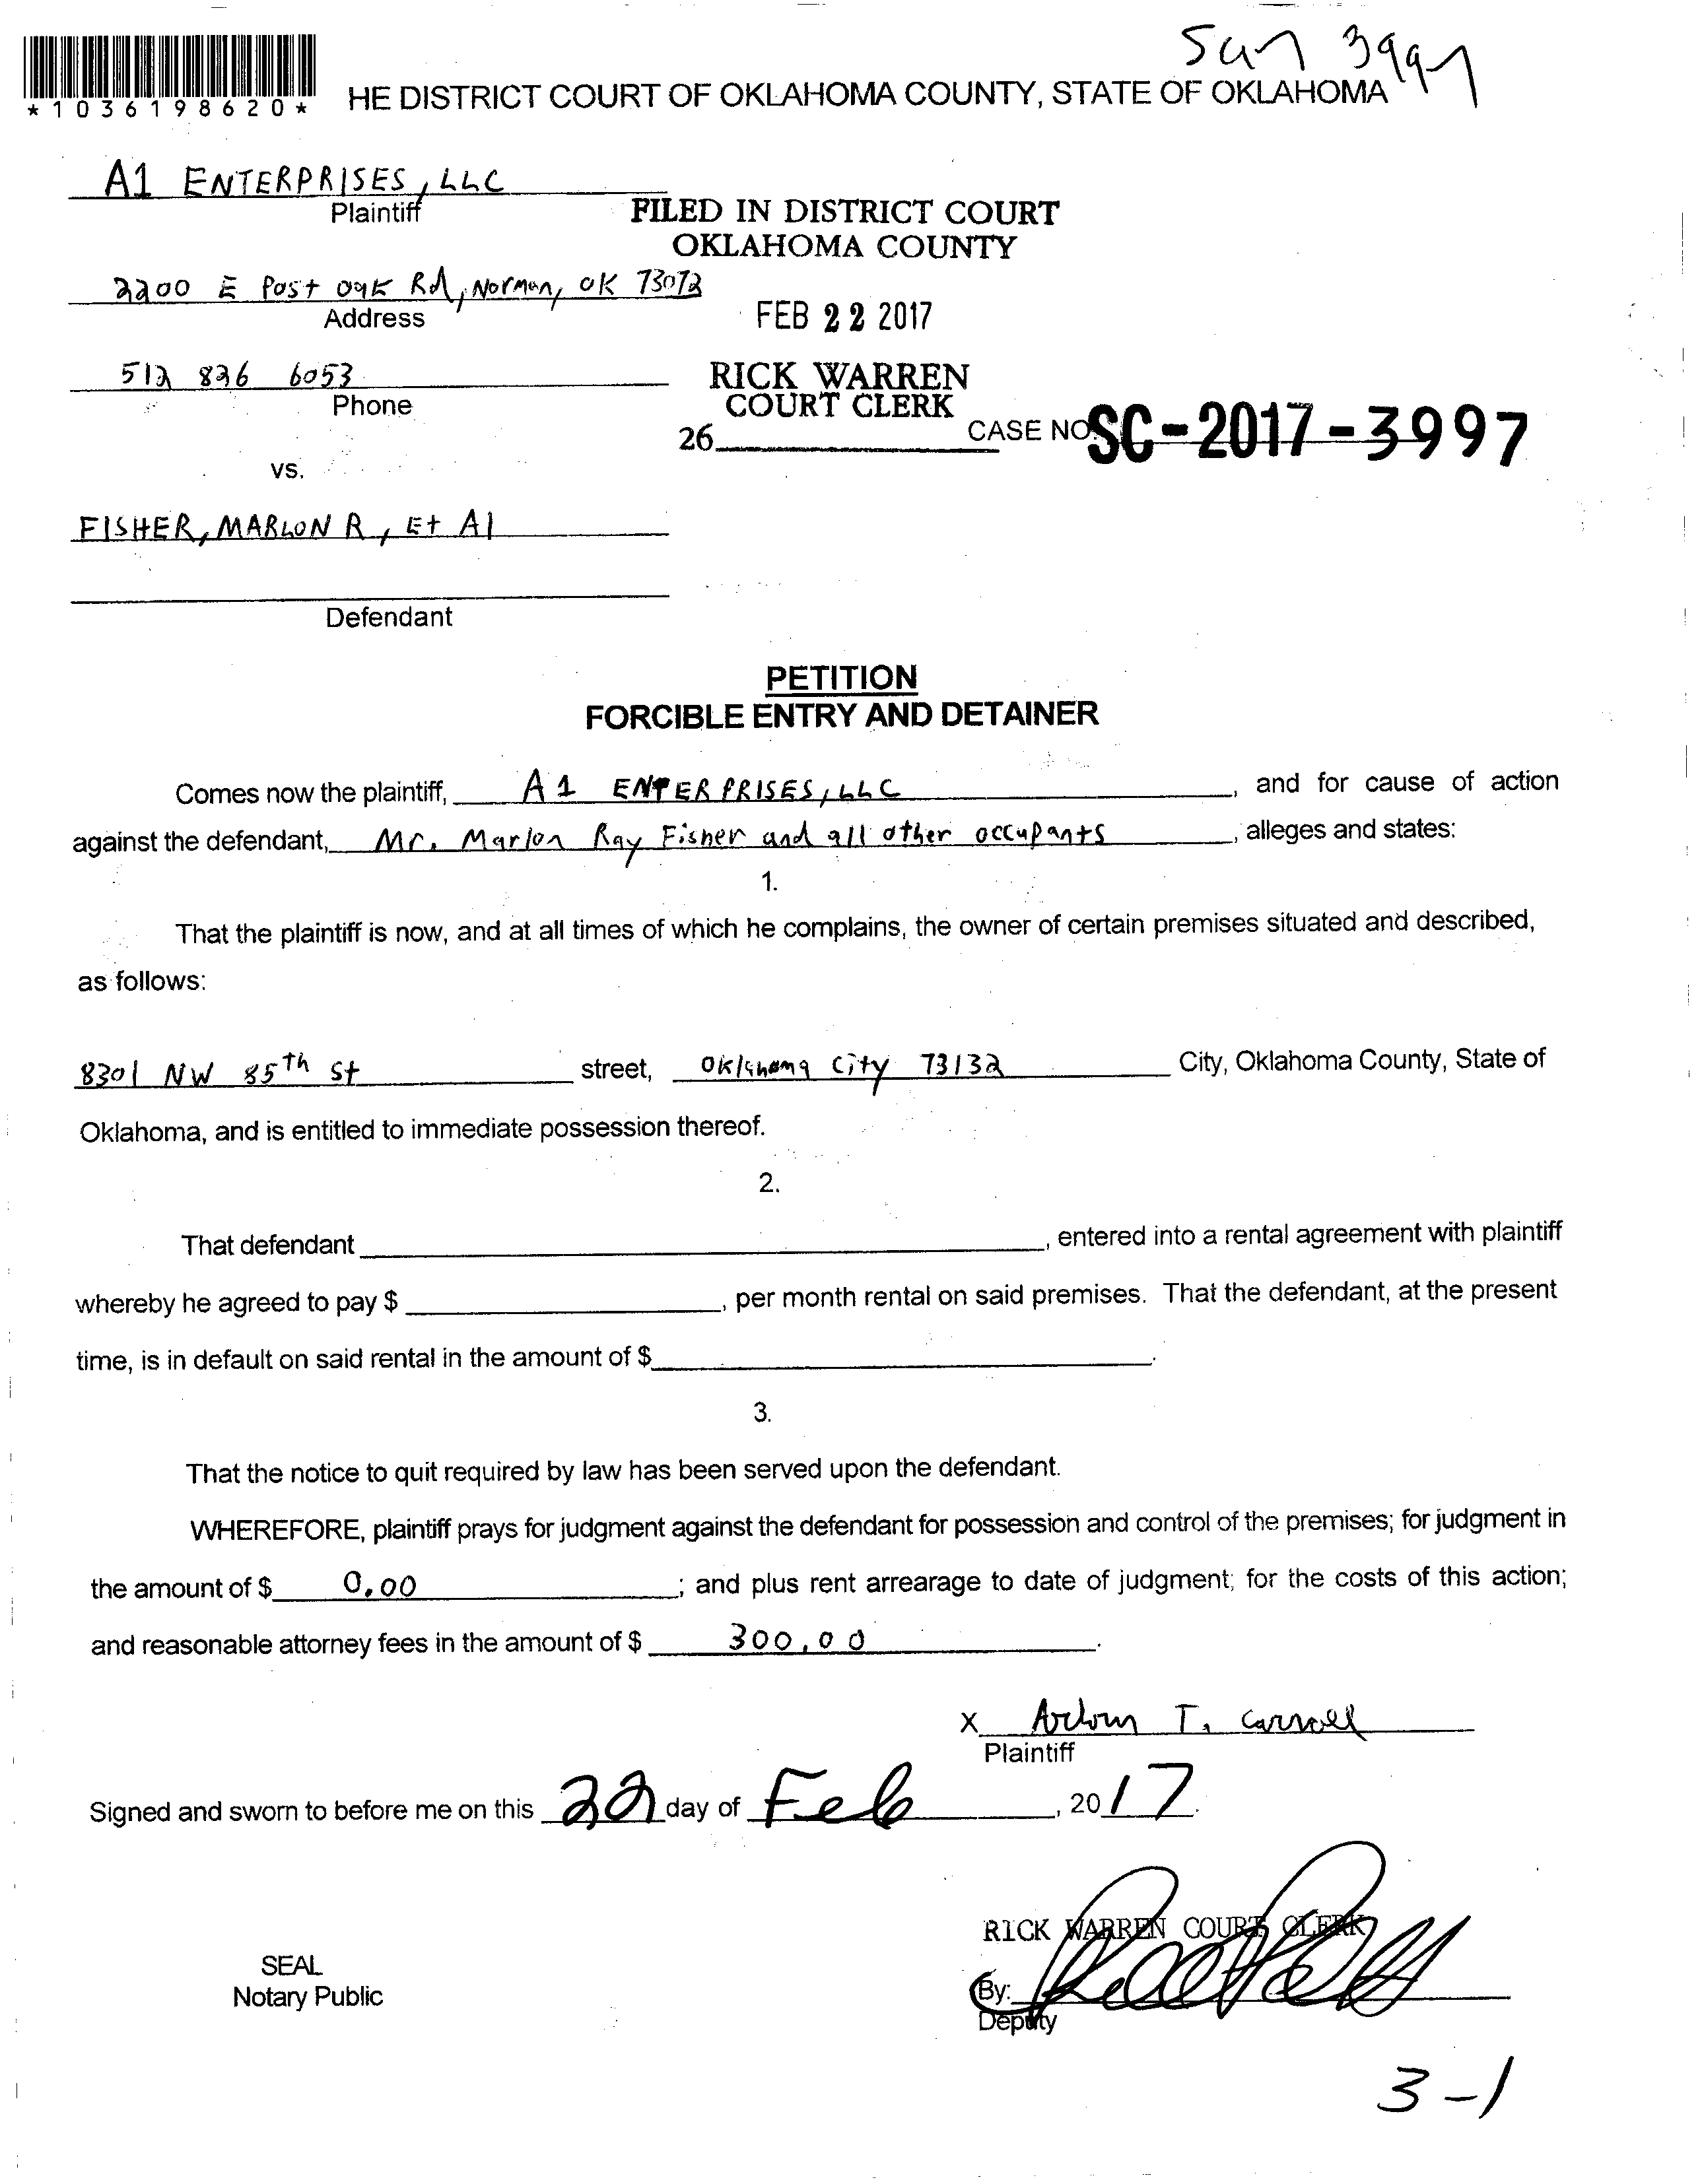 *1036198620*
HE DISTRICT COURT OF OKLAHOMA COUNTY, STATE OF OKLAHOMA
A1 ENTERPRISES, LLC
Plaintiff
FILED IN DISTRICT COURT
OKLAHOMA COUNTY
2200 E Post Oak Rd, Norman, OK 73072
Address
FEB 22 2017
512 826 6053
Phone
RICK WARREN
COURT CLERK
26
CASE NO. SC-2017-3997
vs.
FISHER, MARLON R, Et Al
Defendant
PETITION
FORCIBLE ENTRY AND DETAINER
Comes now the plaintiff, A1 ENTERPRISES, LLC, and for cause of action
against the defendant, Mr. Marlon Ray Fisher and all other occupants, alleges and states:
1.
That the plaintiff is now, and at all times of which he complains, the owner of certain premises situated and described,
as follows:
8301 NW 85th St street, Oklahoma City 73132 City, Oklahoma County, State of
Oklahoma, and is entitled to immediate possession thereof.
2.
That defendant , entered into a rental agreement with plaintiff
whereby he agreed to pay $ , per month rental on said premises. That the defendant, at the present
time, is in default on said rental in the amount of $ .
3.
That the notice to quit required by law has been served upon the defendant.
WHEREFORE, plaintiff prays for judgment against the defendant for possession and control of the premises; for judgment in
the amount of $ 0.00 ; and plus rent arrearage to date of judgment; for the costs of this action;
and reasonable attorney fees in the amount of $ 300.00 .
X T. Carroll
Plaintiff
Signed and sworn to before me on this 22 day of Feb , 2017.
RICK WARREN COURT CLERK
SEAL
Notary Public
By:
Deputy
3-1